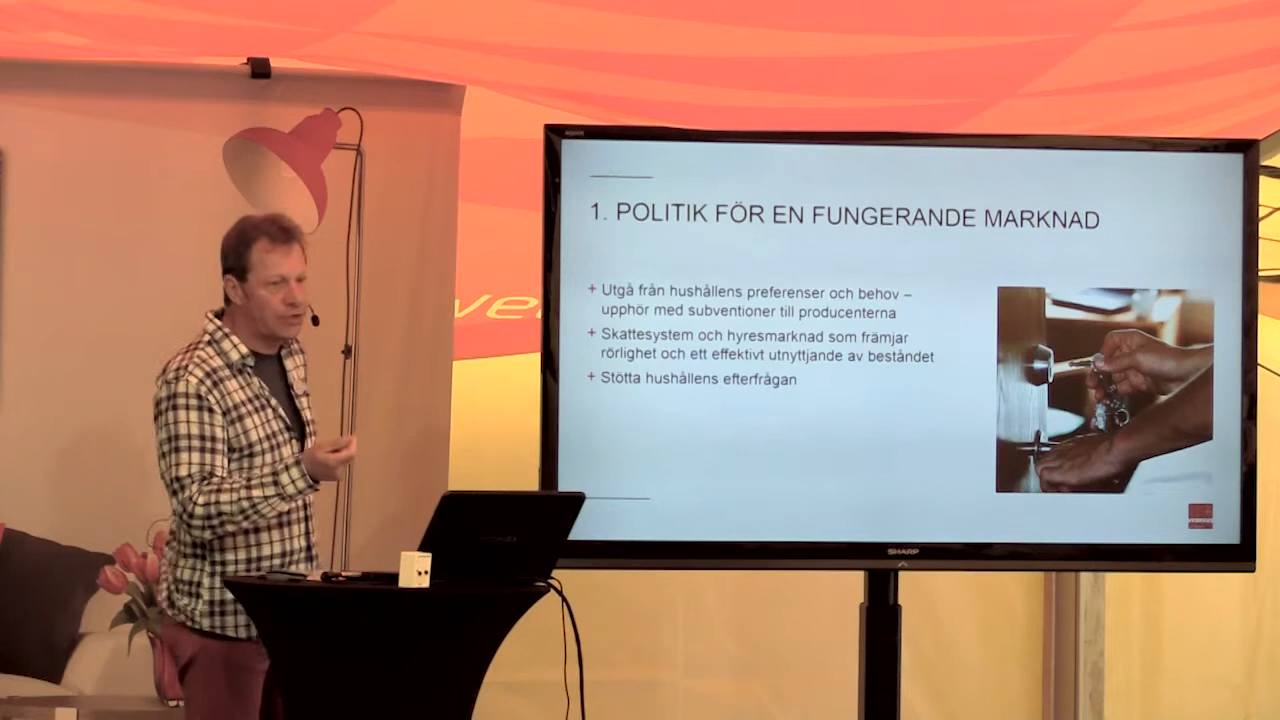 1. POLITIK FÖR EN FUNGERANDE MARKNAD
+ Utgå från hushållens preferenser och behov –
upphör med subventioner till producenterna
+ Skattesystem och hyresmarknad som främjar
rörlighet och ett effektivt utnyttjande av beståndet
+ Stötta hushållens efterfrågan
SHARP